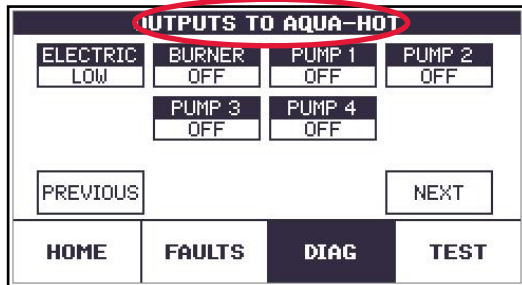 OUTPUTS TO AQUA-HOT
ELECTRIC BURNER PUMP 1 PUMP 2
LOW OFF OFF OFF
PUMP 3 PUMP 4
OFF OFF
PREVIOUS NEXT
HOME FAULTS DIAG TEST